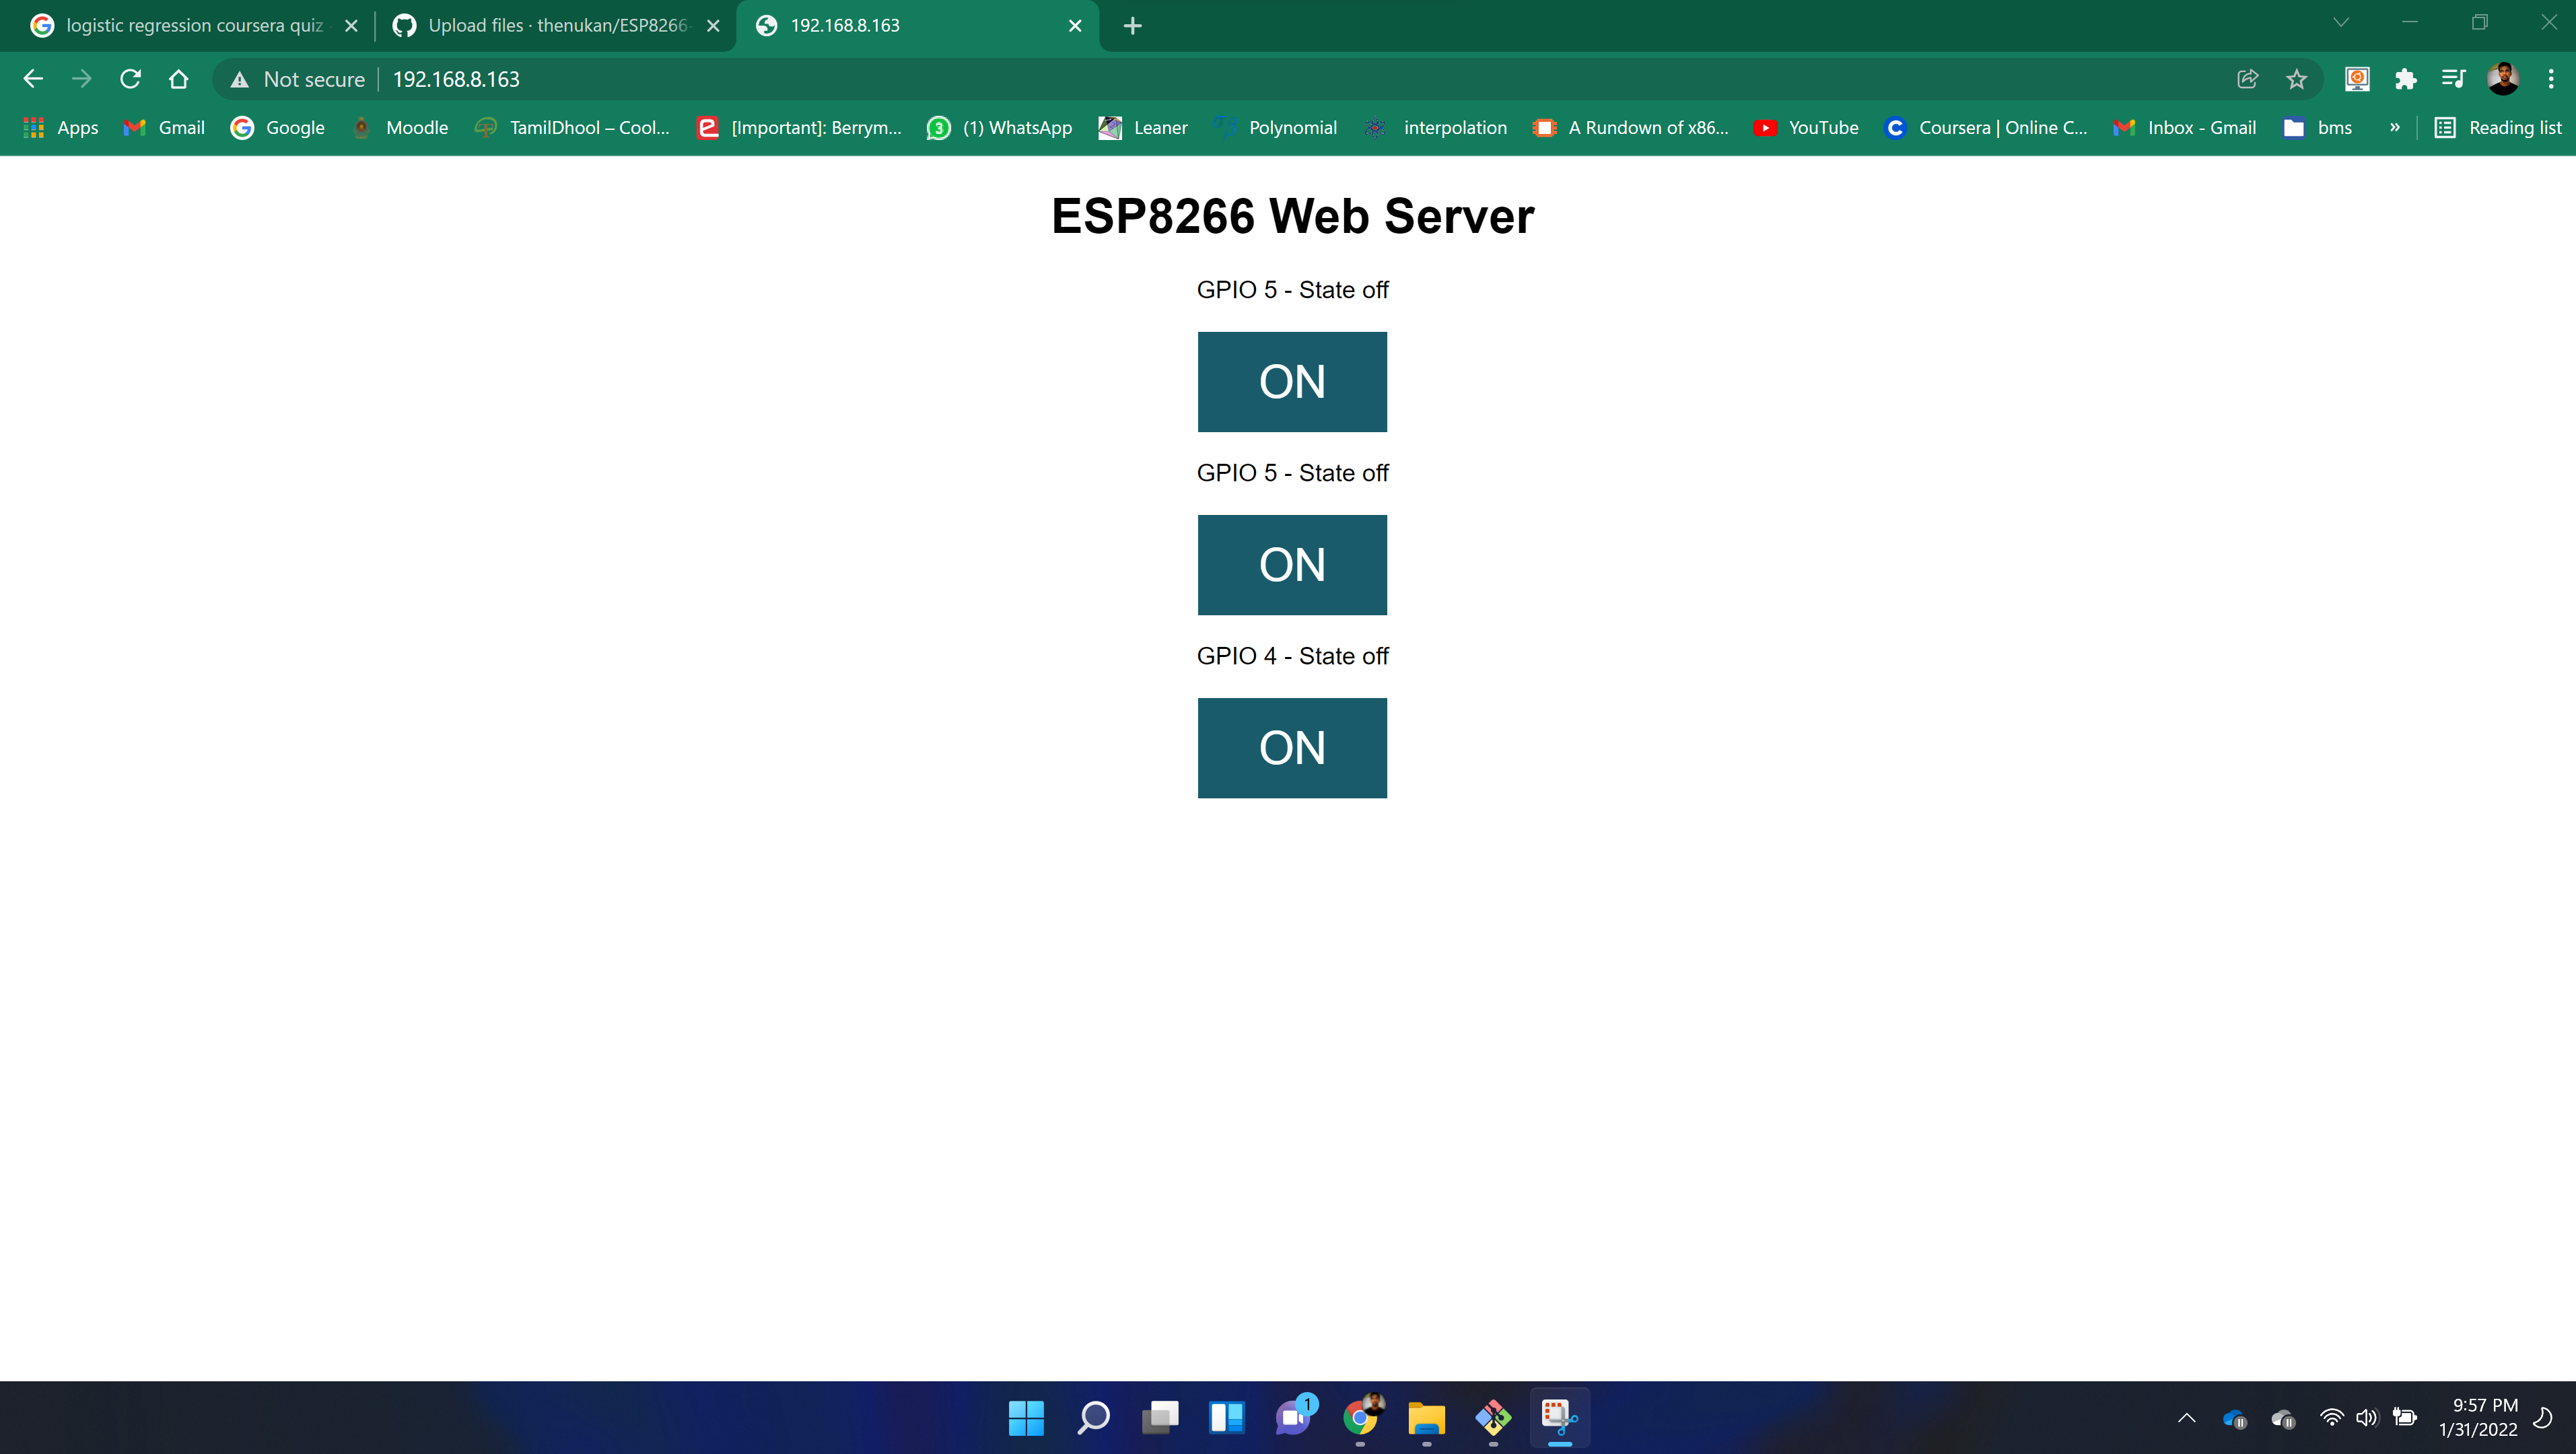 logistic regression coursera quiz
Upload files · thenukan/ESP8266-
192.168.8.163
Not secure 192.168.8.163
Apps Gmail Google Moodle TamilDhool – Cool... [Important]: Berrym... (1) WhatsApp Leaner Polynomial interpolation A Rundown of x86... YouTube Coursera | Online C... Inbox - Gmail bms » Reading list
ESP8266 Web Server
GPIO 5 - State off
ON
GPIO 5 - State off
ON
GPIO 4 - State off
ON
1
9:57 PM
1/31/2022